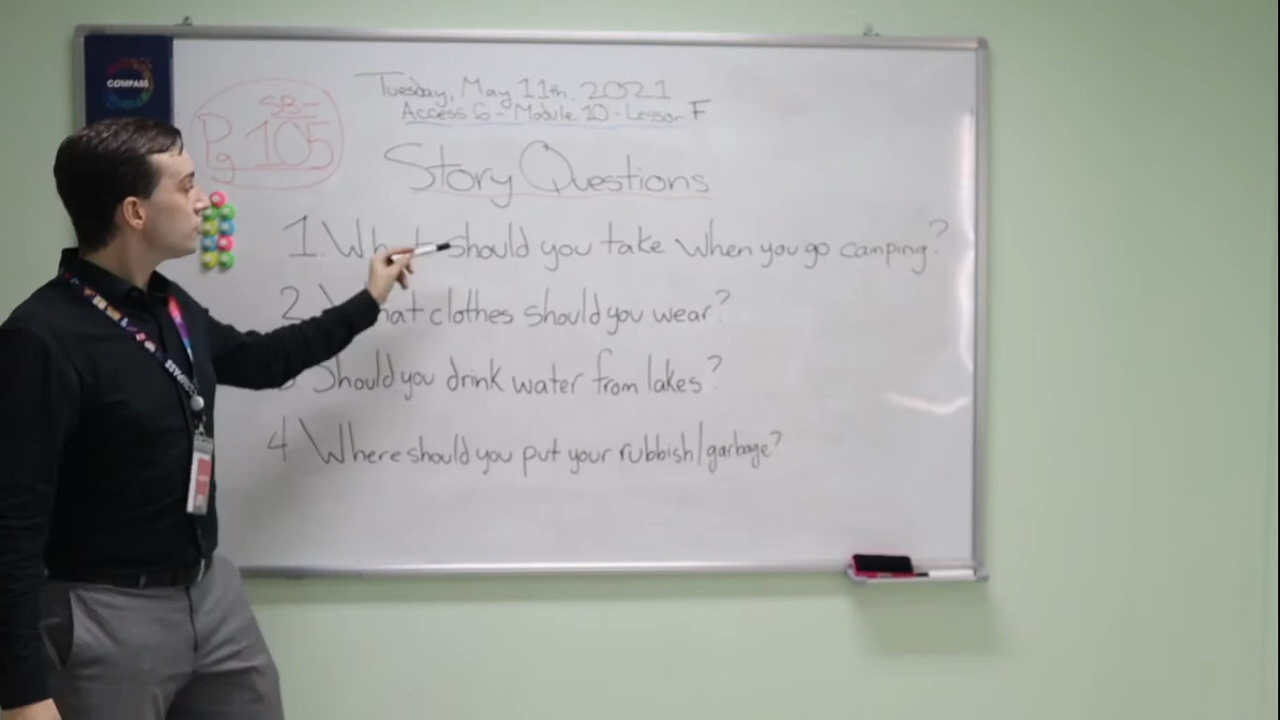 COMPASS
SB-
Pg 105
Tuesday, May 11th, 2021
Access 6 - Module 10 - Lesson F
Story Questions
1. What should you take when you go camping?
2 What clothes should you wear?
3 Should you drink water from lakes?
4 Where should you put your rubbish/garbage?
COMPASS